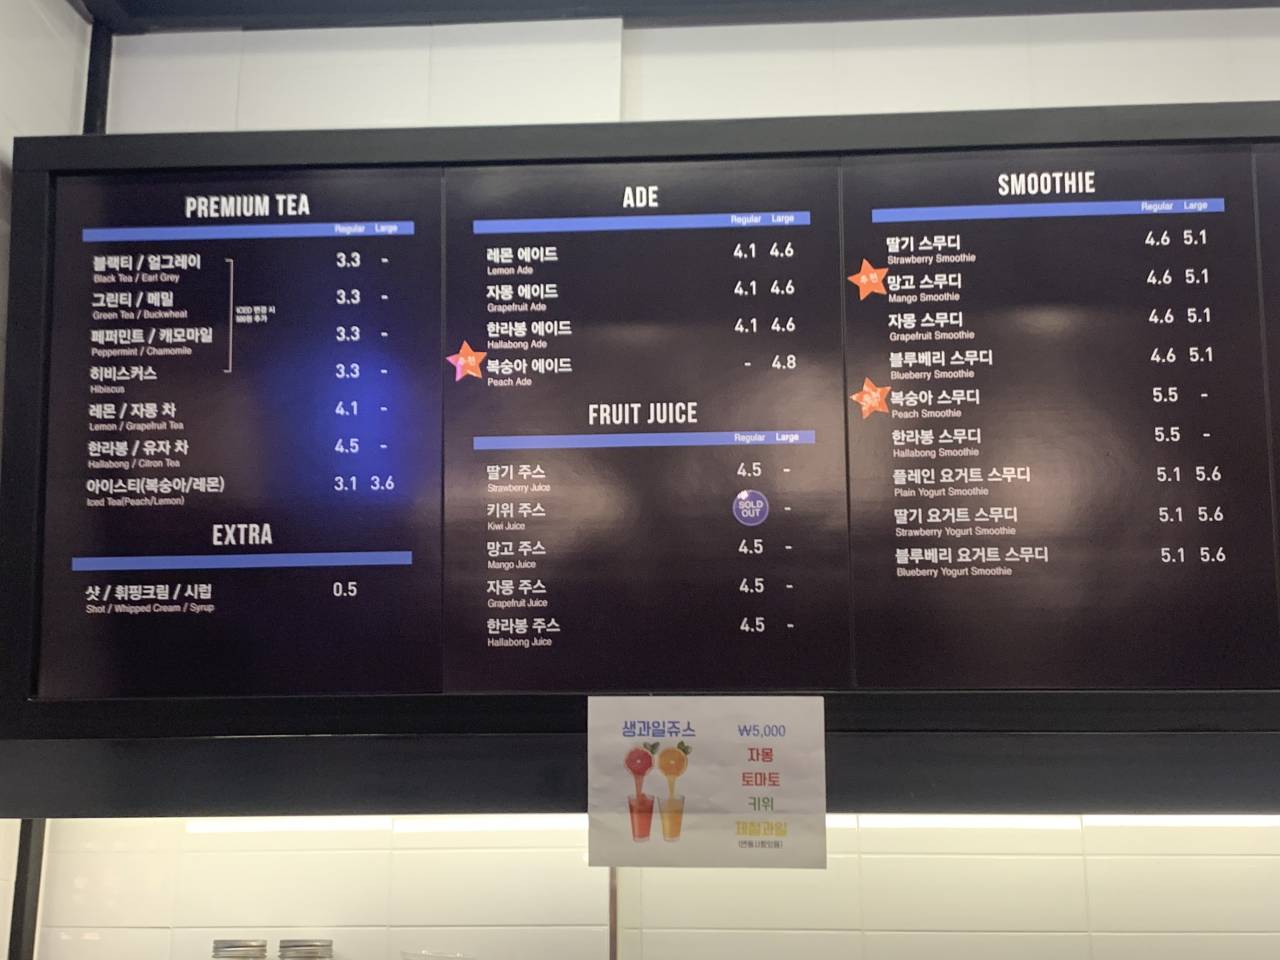 PREMIUM TEA
Regular Large
블랙티 / 얼그레이 3.3 -
Black Tea / Earl Grey
그린티 / 메밀 3.3 -
Green Tea / Buckwheat
ICED 변경 시
500원 추가
페퍼민트 / 캐모마일 3.3 -
Peppermint / Chamomile
히비스커스 3.3 -
Hibiscus
레몬 / 자몽 차 4.1 -
Lemon / Grapefruit Tea
한라봉 / 유자 차 4.5 -
Hallabong / Citron Tea
아이스티(복숭아/레몬) 3.1 3.6
Iced Tea(Peach/Lemon)
EXTRA
샷 / 휘핑크림 / 시럽 0.5
Shot / Whipped Cream / Syrup
ADE
Regular Large
레몬 에이드 4.1 4.6
Lemon Ade
자몽 에이드 4.1 4.6
Grapefruit Ade
한라봉 에이드 4.1 4.6
Hallabong Ade
추천 복숭아 에이드 - 4.8
Peach Ade
FRUIT JUICE
Regular Large
딸기 주스 4.5 -
Strawberry Juice
키위 주스 SOLD OUT -
Kiwi Juice
망고 주스 4.5 -
Mango Juice
자몽 주스 4.5 -
Grapefruit Juice
한라봉 주스 4.5 -
Hallabong Juice
SMOOTHIE
Regular Large
딸기 스무디 4.6 5.1
Strawberry Smoothie
추천 망고 스무디 4.6 5.1
Mango Smoothie
자몽 스무디 4.6 5.1
Grapefruit Smoothie
블루베리 스무디 4.6 5.1
Blueberry Smoothie
복숭아 스무디 5.5 -
Peach Smoothie
한라봉 스무디 5.5 -
Hallabong Smoothie
플레인 요거트 스무디 5.1 5.6
Plain Yogurt Smoothie
딸기 요거트 스무디 5.1 5.6
Strawberry Yogurt Smoothie
블루베리 요거트 스무디 5.1 5.6
Blueberry Yogurt Smoothie
생과일쥬스 ₩5,000
자몽
토마토
키위
제철과일